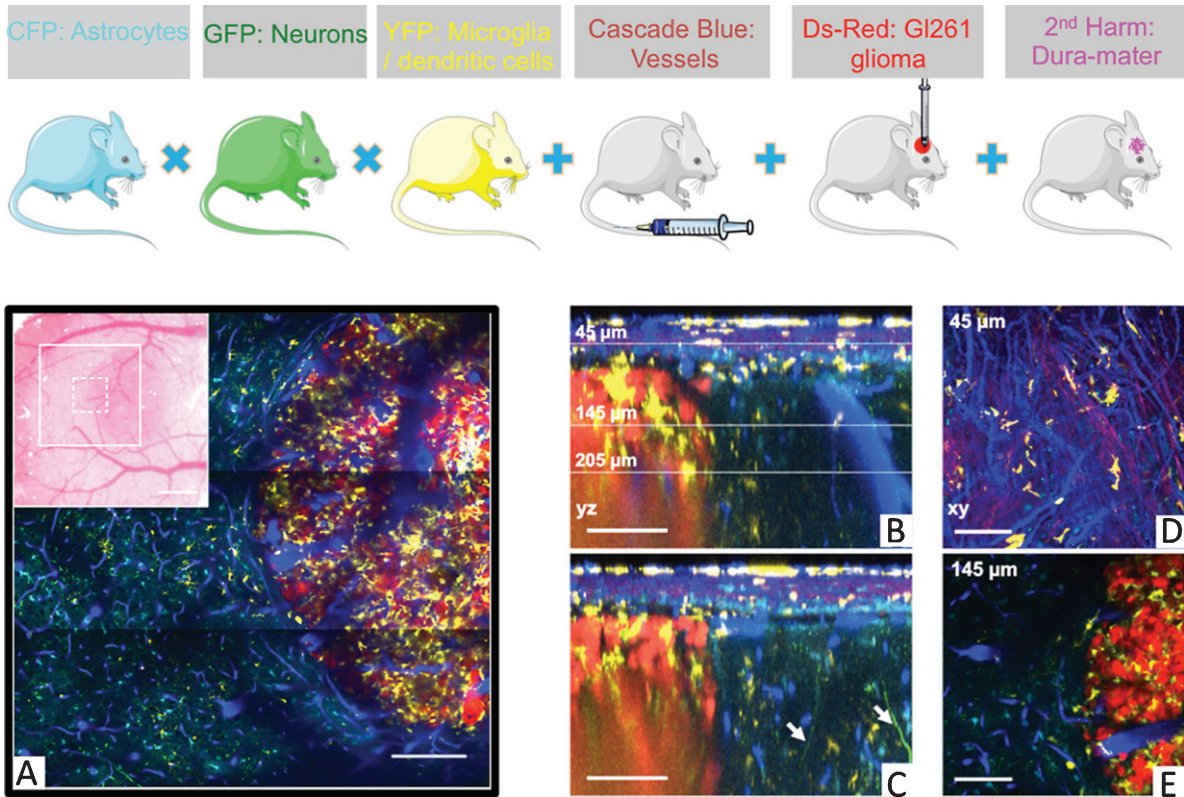 CFP: Astrocytes
GFP: Neurons
YFP: Microglia
/ dendritic cells
Cascade Blue:
Vessels
Ds-Red: Gl261
glioma
2nd Harm:
Dura-mater
A
45 µm
145 µm
205 µm
yz
B
C
45 µm
xy
D
145 µm
E